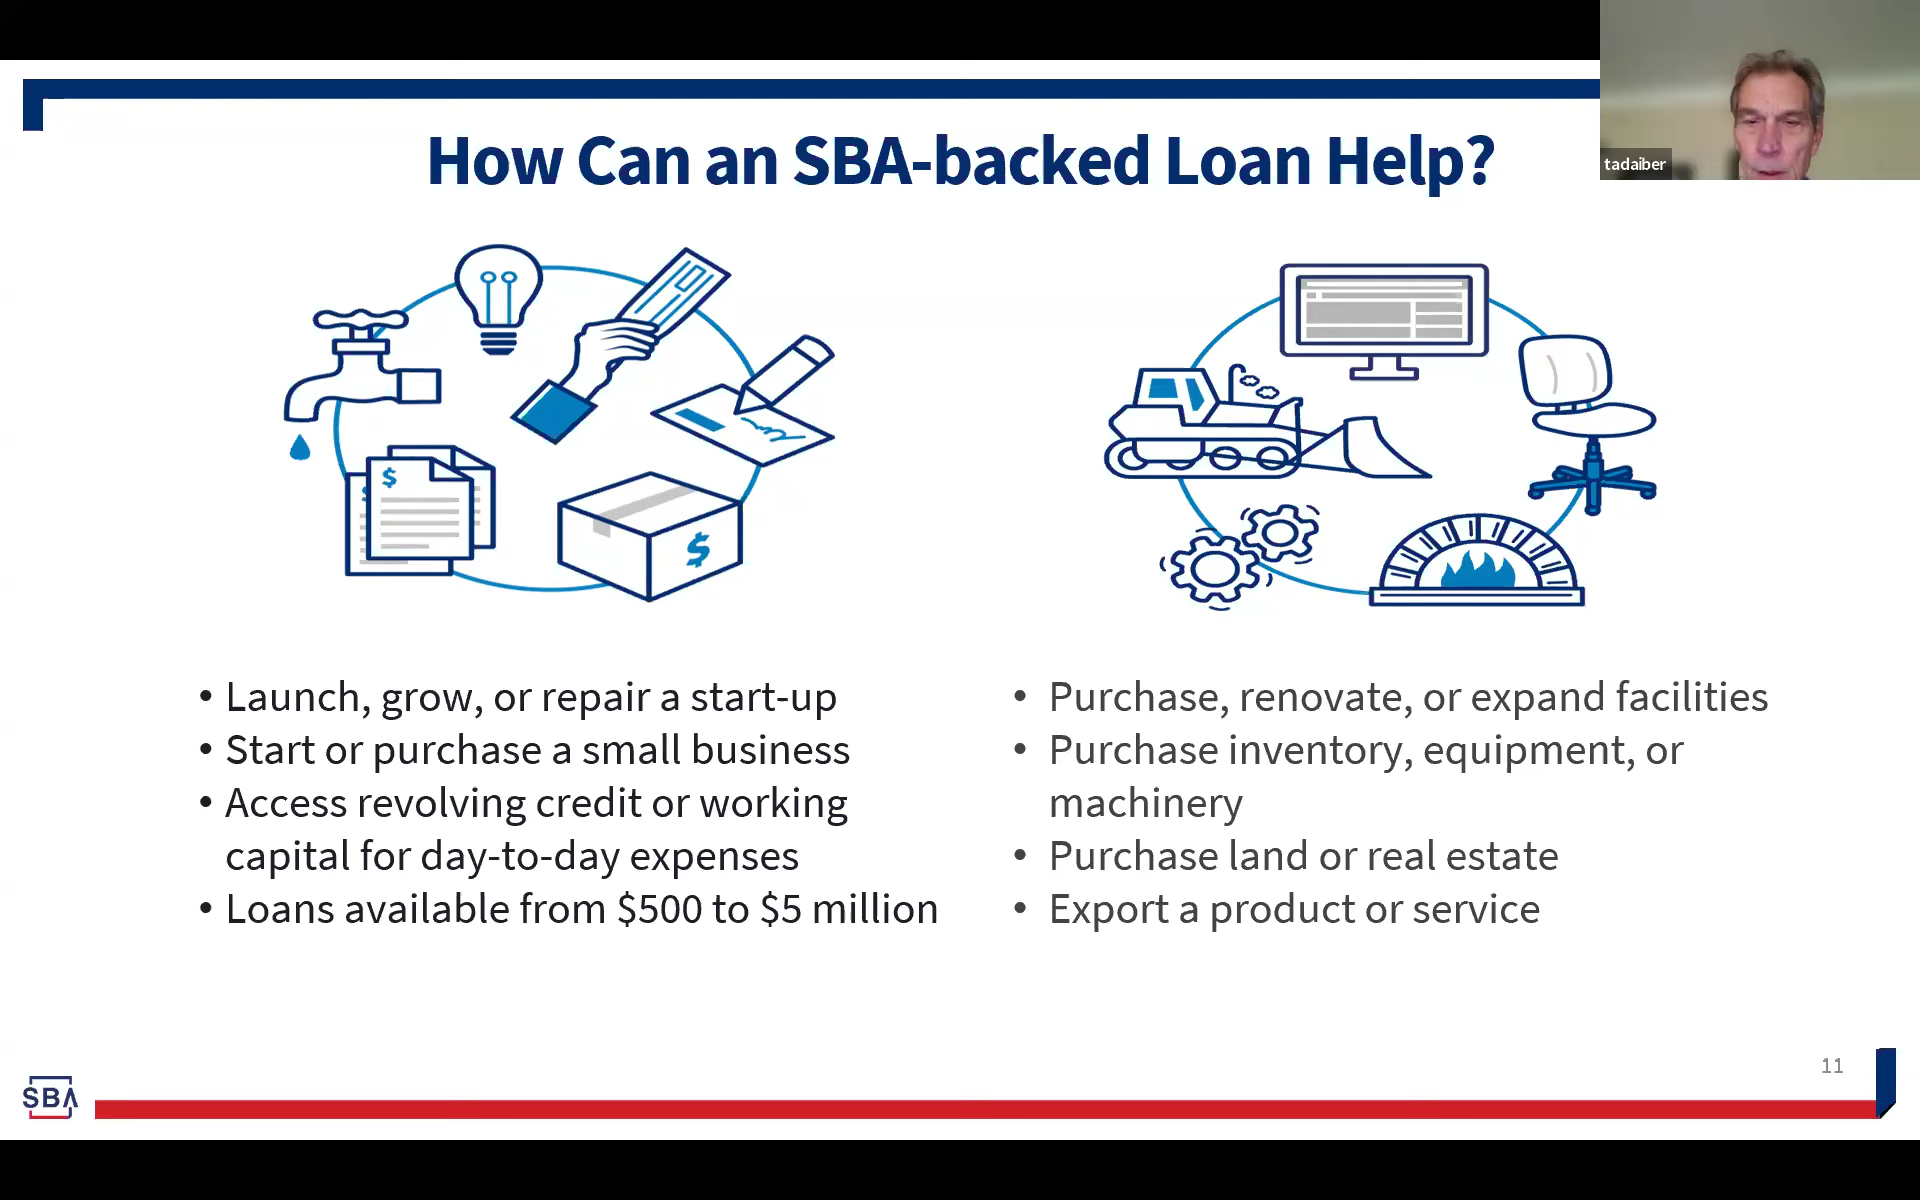 How Can an SBA-backed Loan Help?
tadaiber
$
$
• Launch, grow, or repair a start-up
• Start or purchase a small business
• Access revolving credit or working
capital for day-to-day expenses
• Loans available from $500 to $5 million
• Purchase, renovate, or expand facilities
• Purchase inventory, equipment, or
machinery
• Purchase land or real estate
• Export a product or service
11
SBA